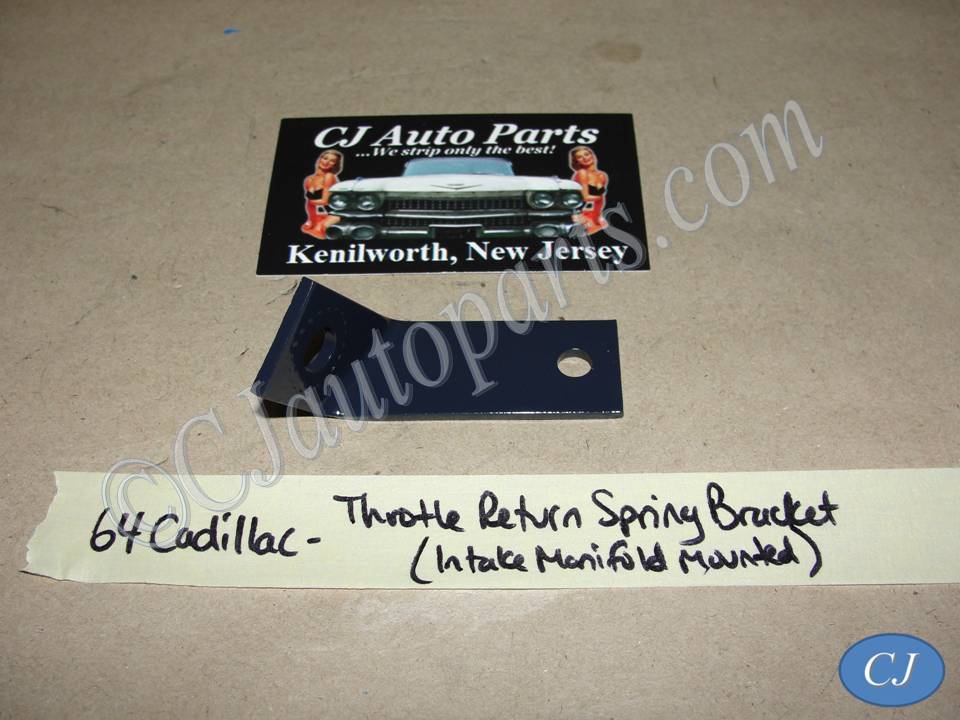 CJ Auto Parts
...We strip only the best!
Kenilworth, New Jersey
©CJautoparts.com
64 Cadillac - Throttle Return Spring Bracket
(Intake Manifold Mounted)
CJ